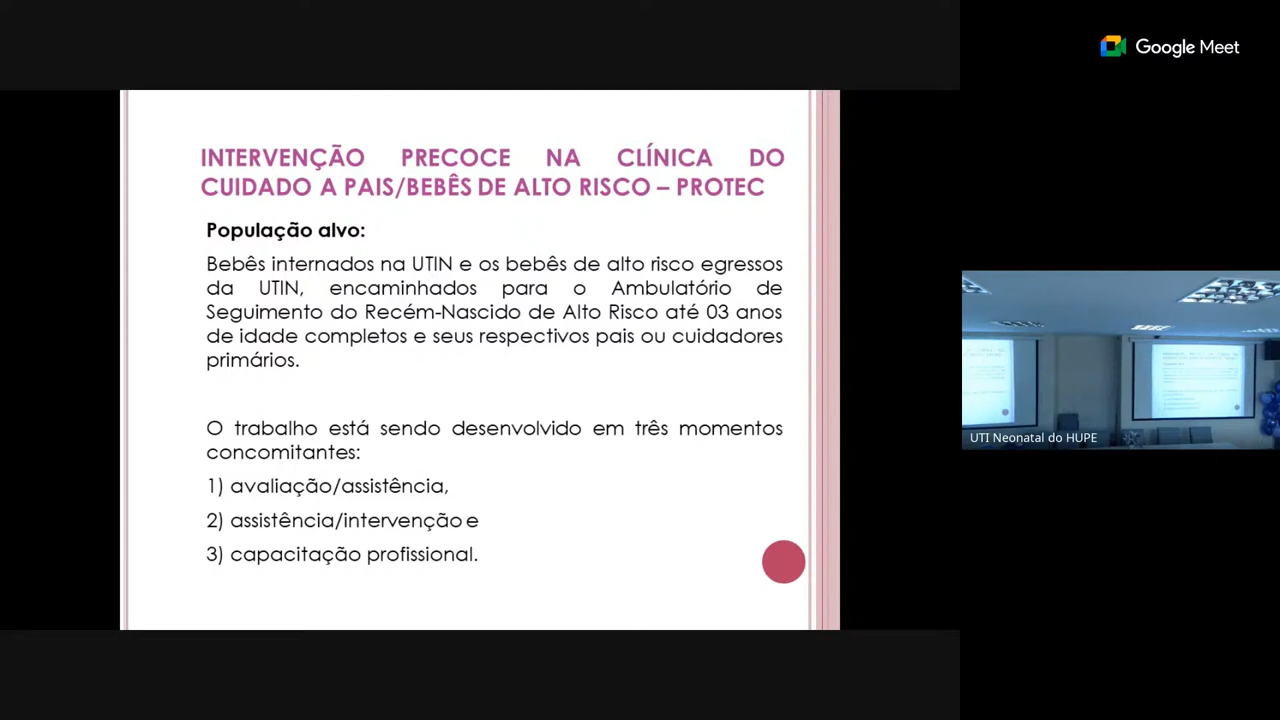 Google Meet
INTERVENÇÃO PRECOCE NA CLÍNICA DO
CUIDADO A PAIS/BEBÊS DE ALTO RISCO – PROTEC
População alvo:
Bebês internados na UTIN e os bebês de alto risco egressos
da UTIN, encaminhados para o Ambulatório de
Seguimento do Recém-Nascido de Alto Risco até 03 anos
de idade completos e seus respectivos pais ou cuidadores
primários.
O trabalho está sendo desenvolvido em três momentos
concomitantes:
1) avaliação/assistência,
2) assistência/intervenção e
3) capacitação profissional.
UTI Neonatal do HUPE